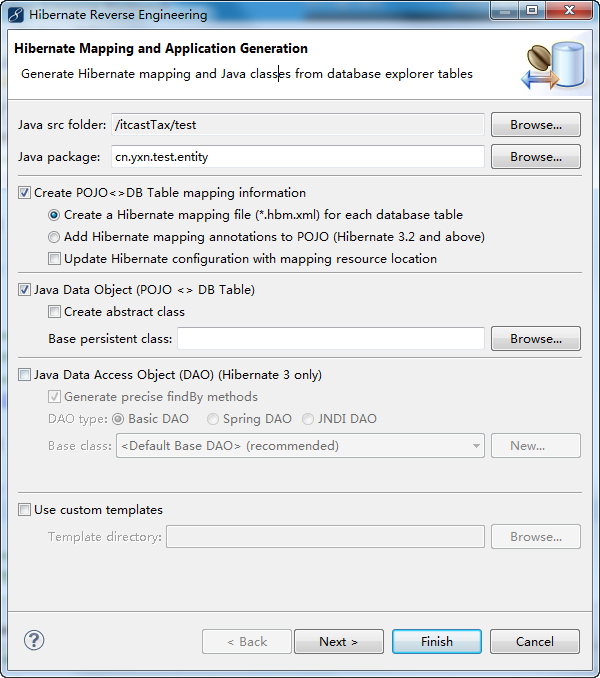 Hibernate Reverse Engineering
Hibernate Mapping and Application Generation
Generate Hibernate mapping and Java classes from database explorer tables
Java src folder: /itcastTax/test Browse...
Java package: cn.yxn.test.entity Browse...
Create POJO<>DB Table mapping information
Create a Hibernate mapping file (*.hbm.xml) for each database table
Add Hibernate mapping annotations to POJO (Hibernate 3.2 and above)
Update Hibernate configuration with mapping resource location
Java Data Object (POJO <> DB Table)
Create abstract class
Base persistent class: Browse...
Java Data Access Object (DAO) (Hibernate 3 only)
Generate precise findBy methods
DAO type: Basic DAO Spring DAO JNDI DAO
Base class: <Default Base DAO> (recommended) New...
Use custom templates
Template directory: Browse...
? < Back Next > Finish Cancel